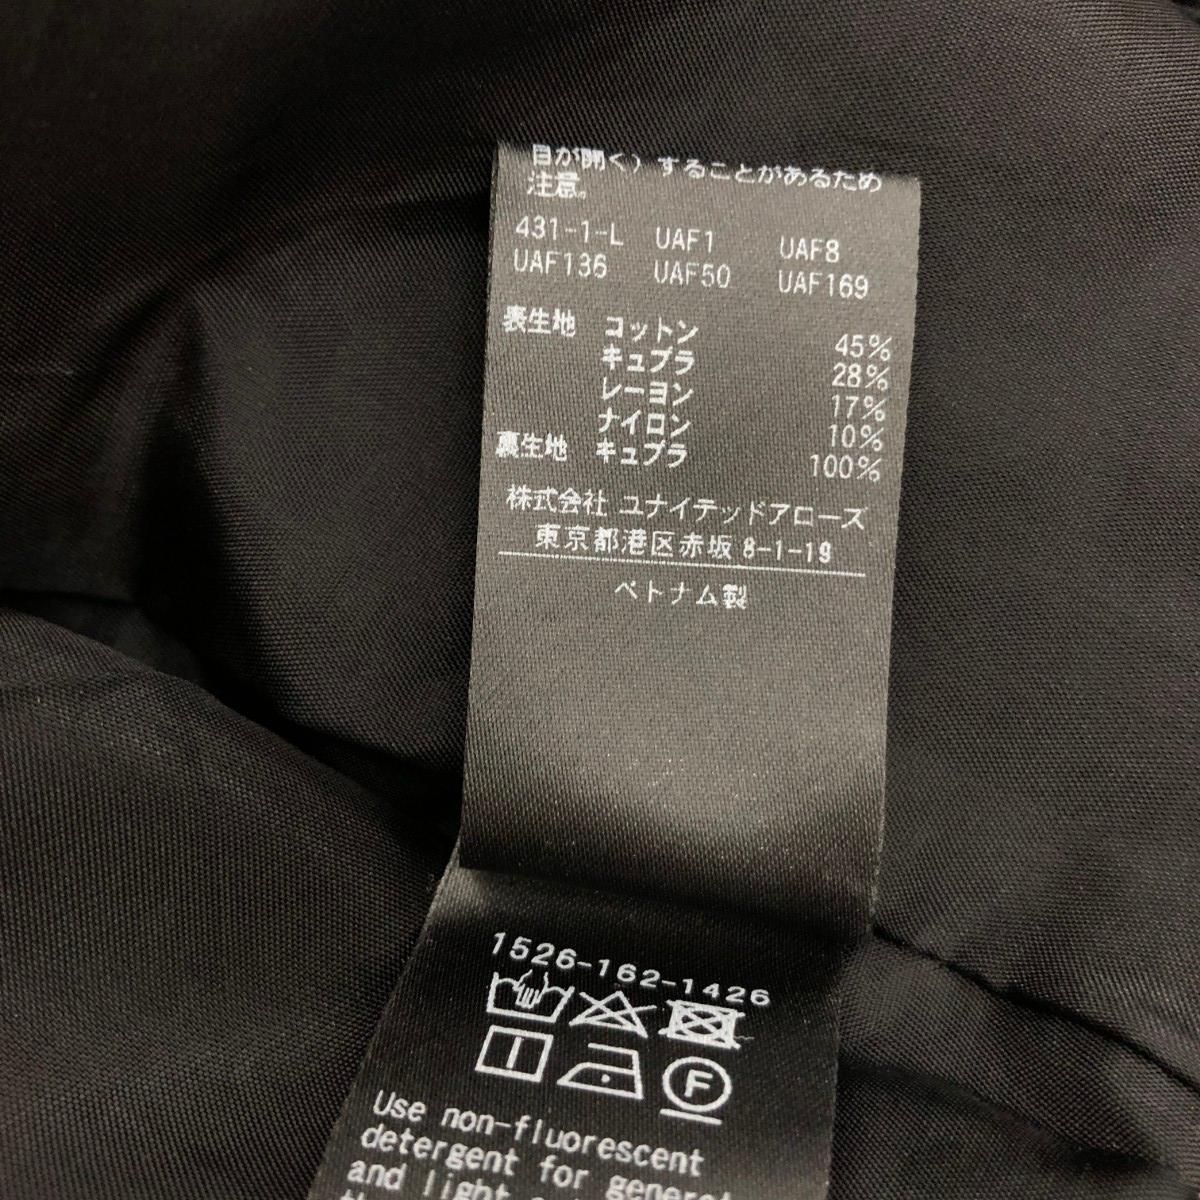 目が開く）することがあるため
注意。
431-1-L UAF1 UAF8
UAF136 UAF50 UAF169
表生地 コットン 45%
キュプラ 28%
レーヨン 17%
ナイロン 10%
裏生地 キュプラ 100%
株式会社 ユナイテッドアローズ
東京都港区赤坂 8-1-19
ベトナム製
1526-162-1426
F
Use non-fluorescent
detergent for general
and light